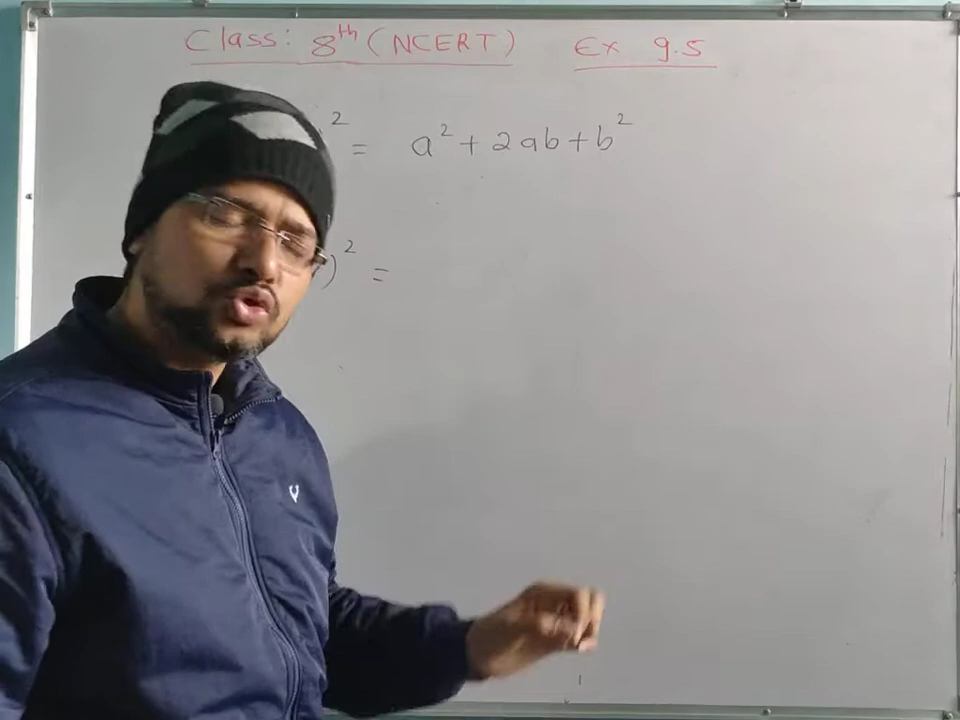 Class: 8th (NCERT) Ex 9.5
2 = a² + 2ab + b²
)² =